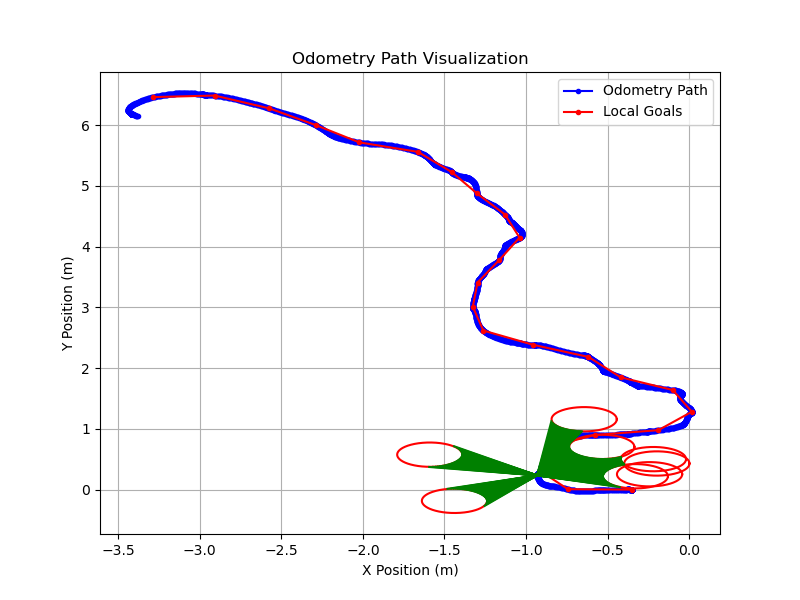 Odometry Path Visualization
Odometry Path
Local Goals
Y Position (m)
6
5
4
3
2
1
0
−3.5 −3.0 −2.5 −2.0 −1.5 −1.0 −0.5 0.0
X Position (m)